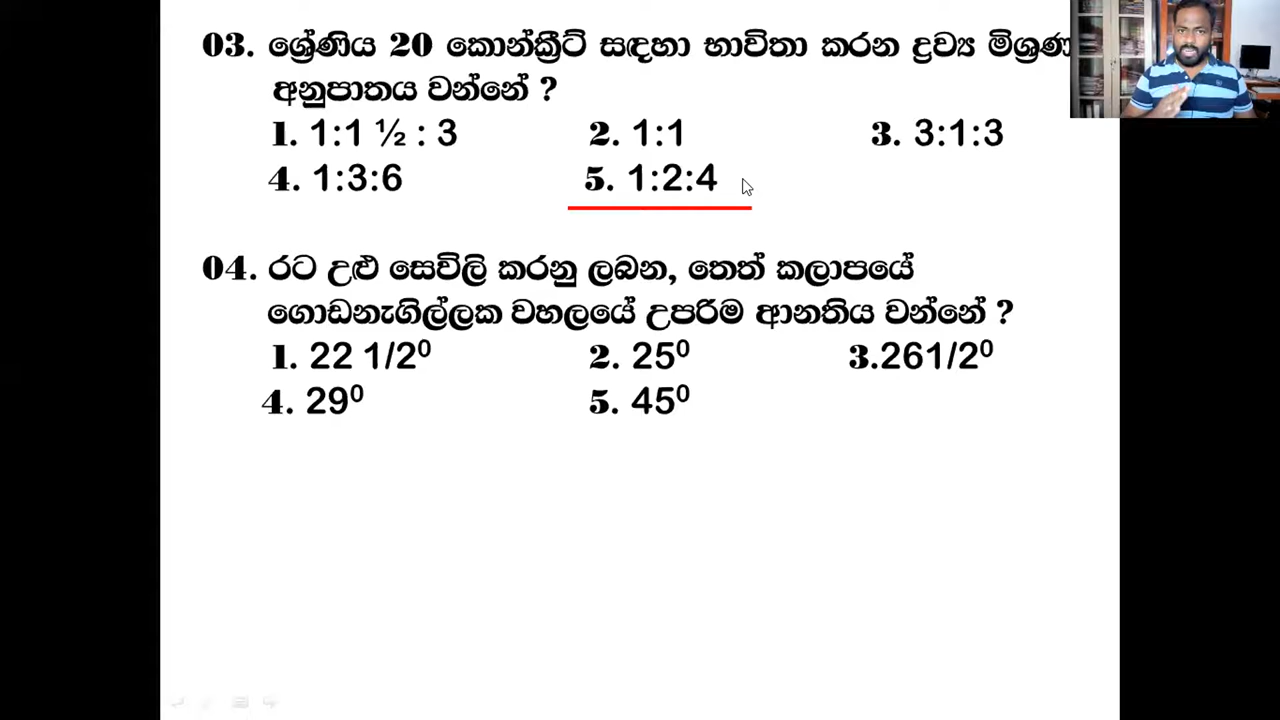 03. ශ්‍රේණිය 20 කොන්ක්‍රීට් සඳහා භාවිතා කරන ද්‍රව්‍ය මිශ්‍රණ
අනුපාතය වන්නේ ?
1. 1:1 ½ : 3 2. 1:1 3. 3:1:3
4. 1:3:6 5. 1:2:4
04. රට උළු සෙවිලි කරනු ලබන, තෙත් කලාපයේ
ගොඩනැගිල්ලක වහලයේ උපරිම ආනතිය වන්නේ ?
1. 22 1/2⁰ 2. 25⁰ 3.261/2⁰
4. 29⁰ 5. 45⁰